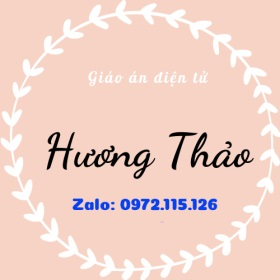 Giáo án điện tử
Hương Thảo
Zalo: 0972.115.126